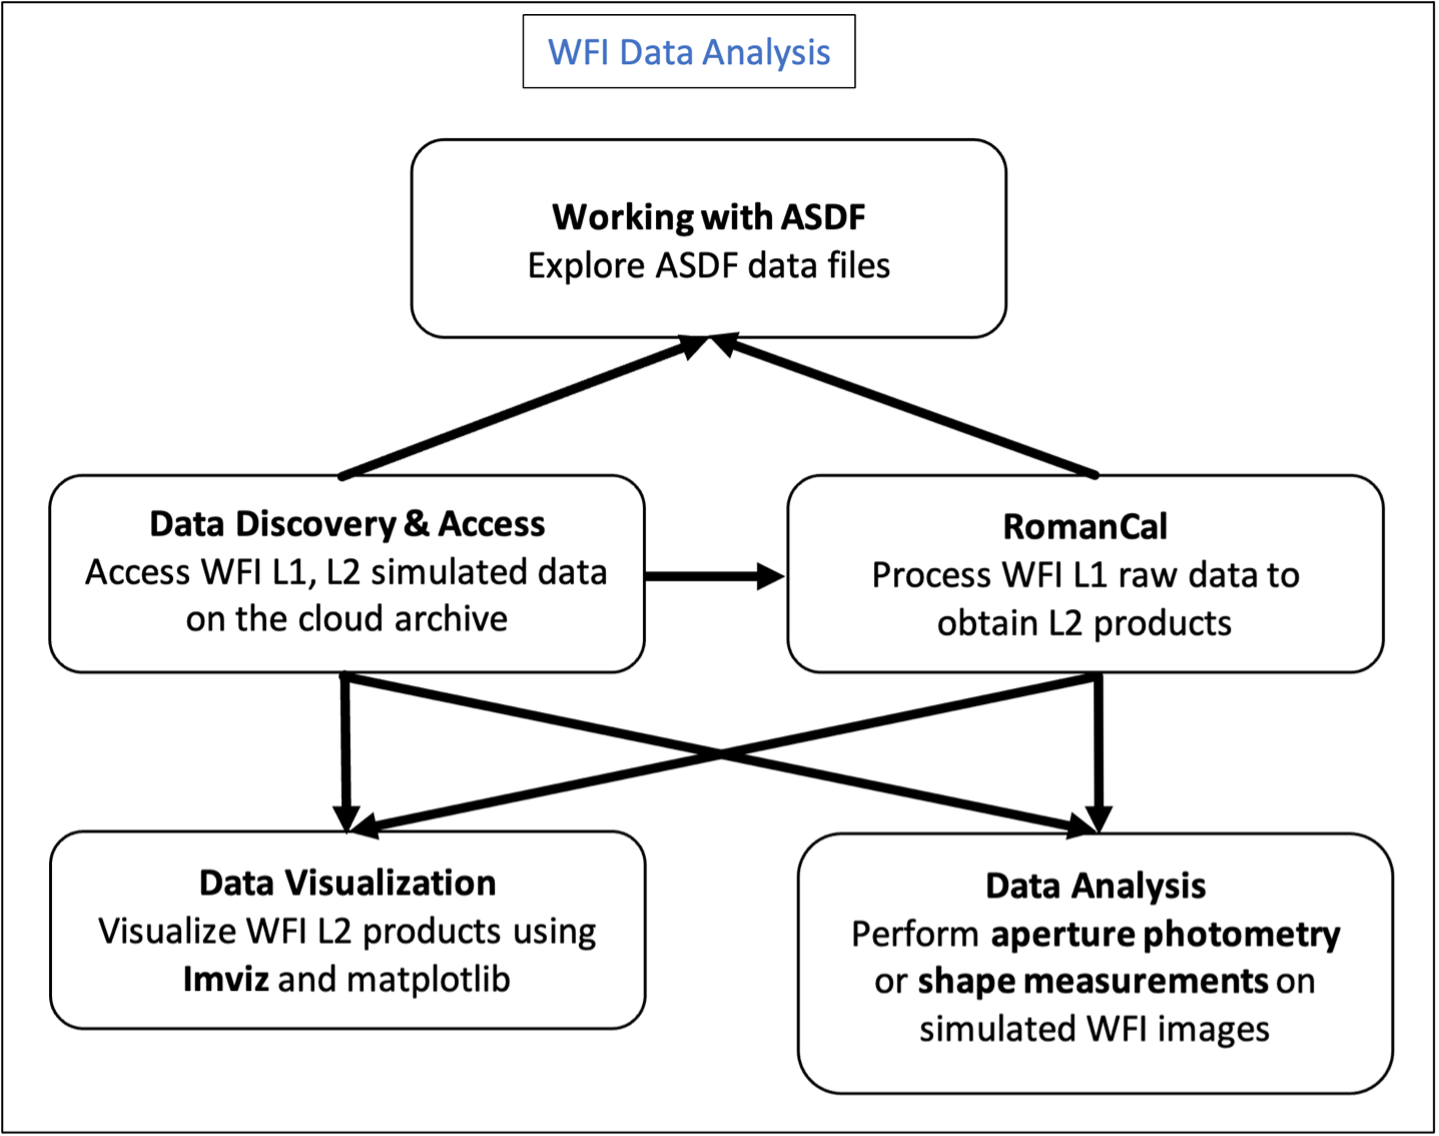 WFI Data Analysis
Working with ASDF
Explore ASDF data files
Data Discovery & Access
Access WFI L1, L2 simulated data
on the cloud archive
RomanCal
Process WFI L1 raw data to
obtain L2 products
Data Visualization
Visualize WFI L2 products using
Imviz and matplotlib
Data Analysis
Perform aperture photometry
or shape measurements on
simulated WFI images